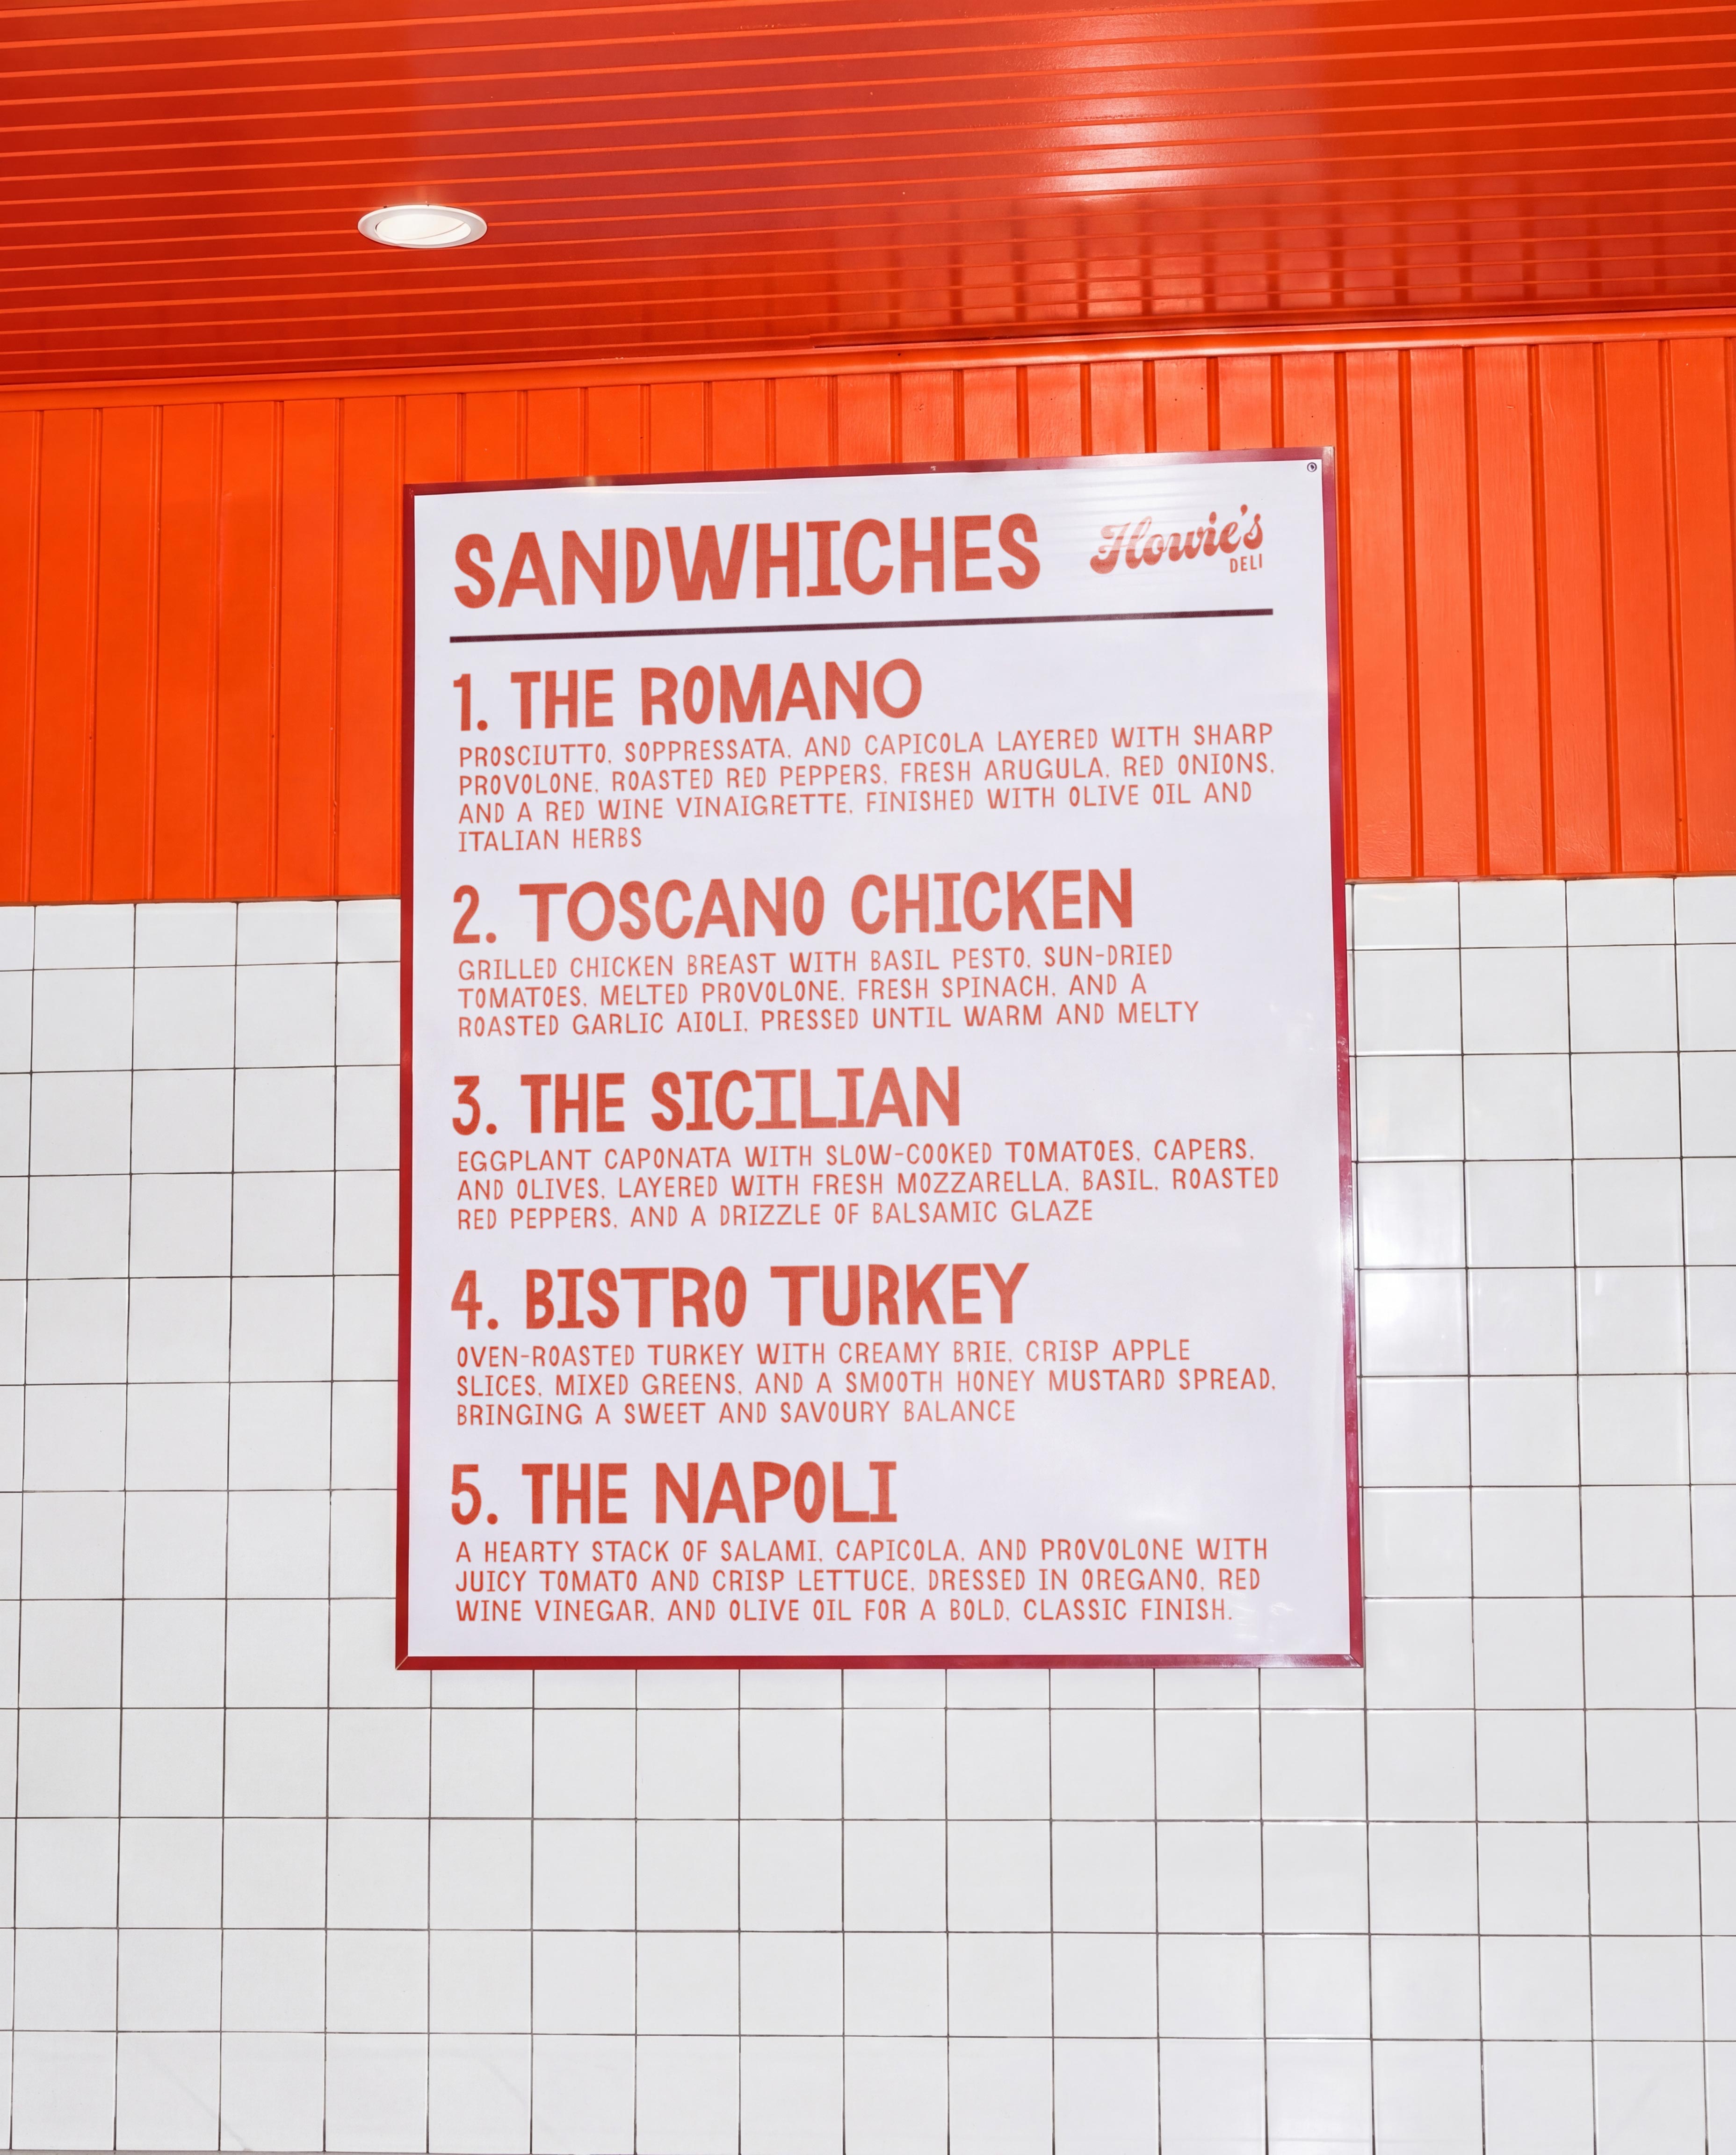 SANDWHICHES
Howie's
DELI
1. THE ROMANO
PROSCIUTTO, SOPPRESSATA, AND CAPICOLA LAYERED WITH SHARP
PROVOLONE, ROASTED RED PEPPERS, FRESH ARUGULA, RED ONIONS,
AND A RED WINE VINAIGRETTE, FINISHED WITH OLIVE OIL AND
ITALIAN HERBS
2. TOSCANO CHICKEN
GRILLED CHICKEN BREAST WITH BASIL PESTO, SUN-DRIED
TOMATOES, MELTED PROVOLONE, FRESH SPINACH, AND A
ROASTED GARLIC AIOLI, PRESSED UNTIL WARM AND MELTY
3. THE SICILIAN
EGGPLANT CAPONATA WITH SLOW-COOKED TOMATOES, CAPERS,
AND OLIVES, LAYERED WITH FRESH MOZZARELLA, BASIL, ROASTED
RED PEPPERS, AND A DRIZZLE OF BALSAMIC GLAZE
4. BISTRO TURKEY
OVEN-ROASTED TURKEY WITH CREAMY BRIE, CRISP APPLE
SLICES, MIXED GREENS, AND A SMOOTH HONEY MUSTARD SPREAD,
BRINGING A SWEET AND SAVOURY BALANCE
5. THE NAPOLI
A HEARTY STACK OF SALAMI, CAPICOLA, AND PROVOLONE WITH
JUICY TOMATO AND CRISP LETTUCE, DRESSED IN OREGANO, RED
WINE VINEGAR, AND OLIVE OIL FOR A BOLD, CLASSIC FINISH.